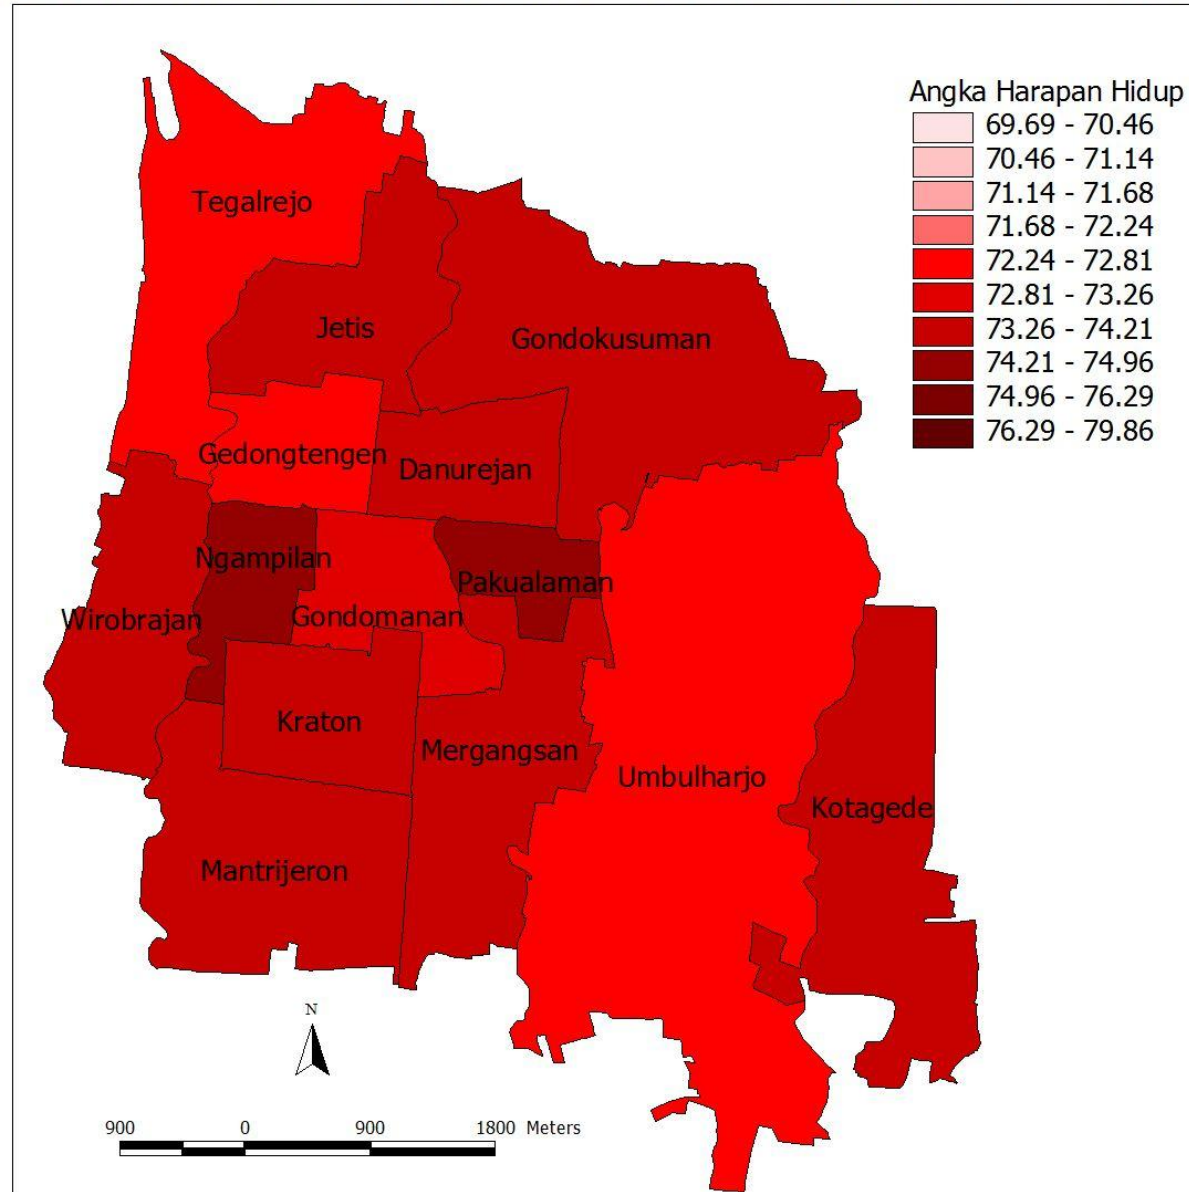 Angka Harapan Hidup
69.69 - 70.46
70.46 - 71.14
71.14 - 71.68
71.68 - 72.24
72.24 - 72.81
72.81 - 73.26
73.26 - 74.21
74.21 - 74.96
74.96 - 76.29
76.29 - 79.86
Tegalrejo
Jetis
Gondokusuman
Gedongtengen
Danurejan
Ngampilan
Pakualaman
Wirobrajan
Gondomanan
Kraton
Mergangsan
Umbulharjo
Kotagede
Mantrijeron
N
900 0 900 1800 Meters